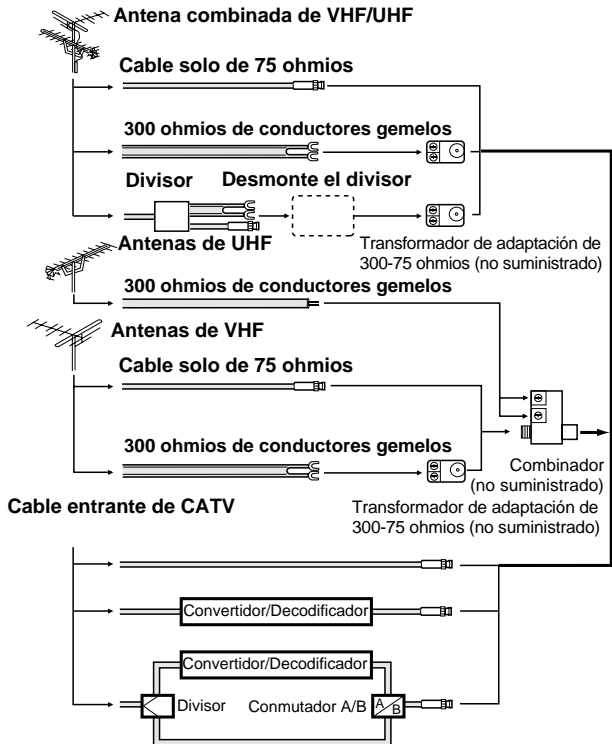 Antena combinada de VHF/UHF
Cable solo de 75 ohmios
300 ohmios de conductores gemelos
Divisor
Desmonte el divisor
Transformador de adaptación de
300-75 ohmios (no suministrado)
Antenas de UHF
300 ohmios de conductores gemelos
Antenas de VHF
Cable solo de 75 ohmios
300 ohmios de conductores gemelos
Combinador
(no suministrado)
Transformador de adaptación de
300-75 ohmios (no suministrado)
Cable entrante de CATV
Convertidor/Decodificador
Convertidor/Decodificador
Divisor
Conmutador A/B
A
B